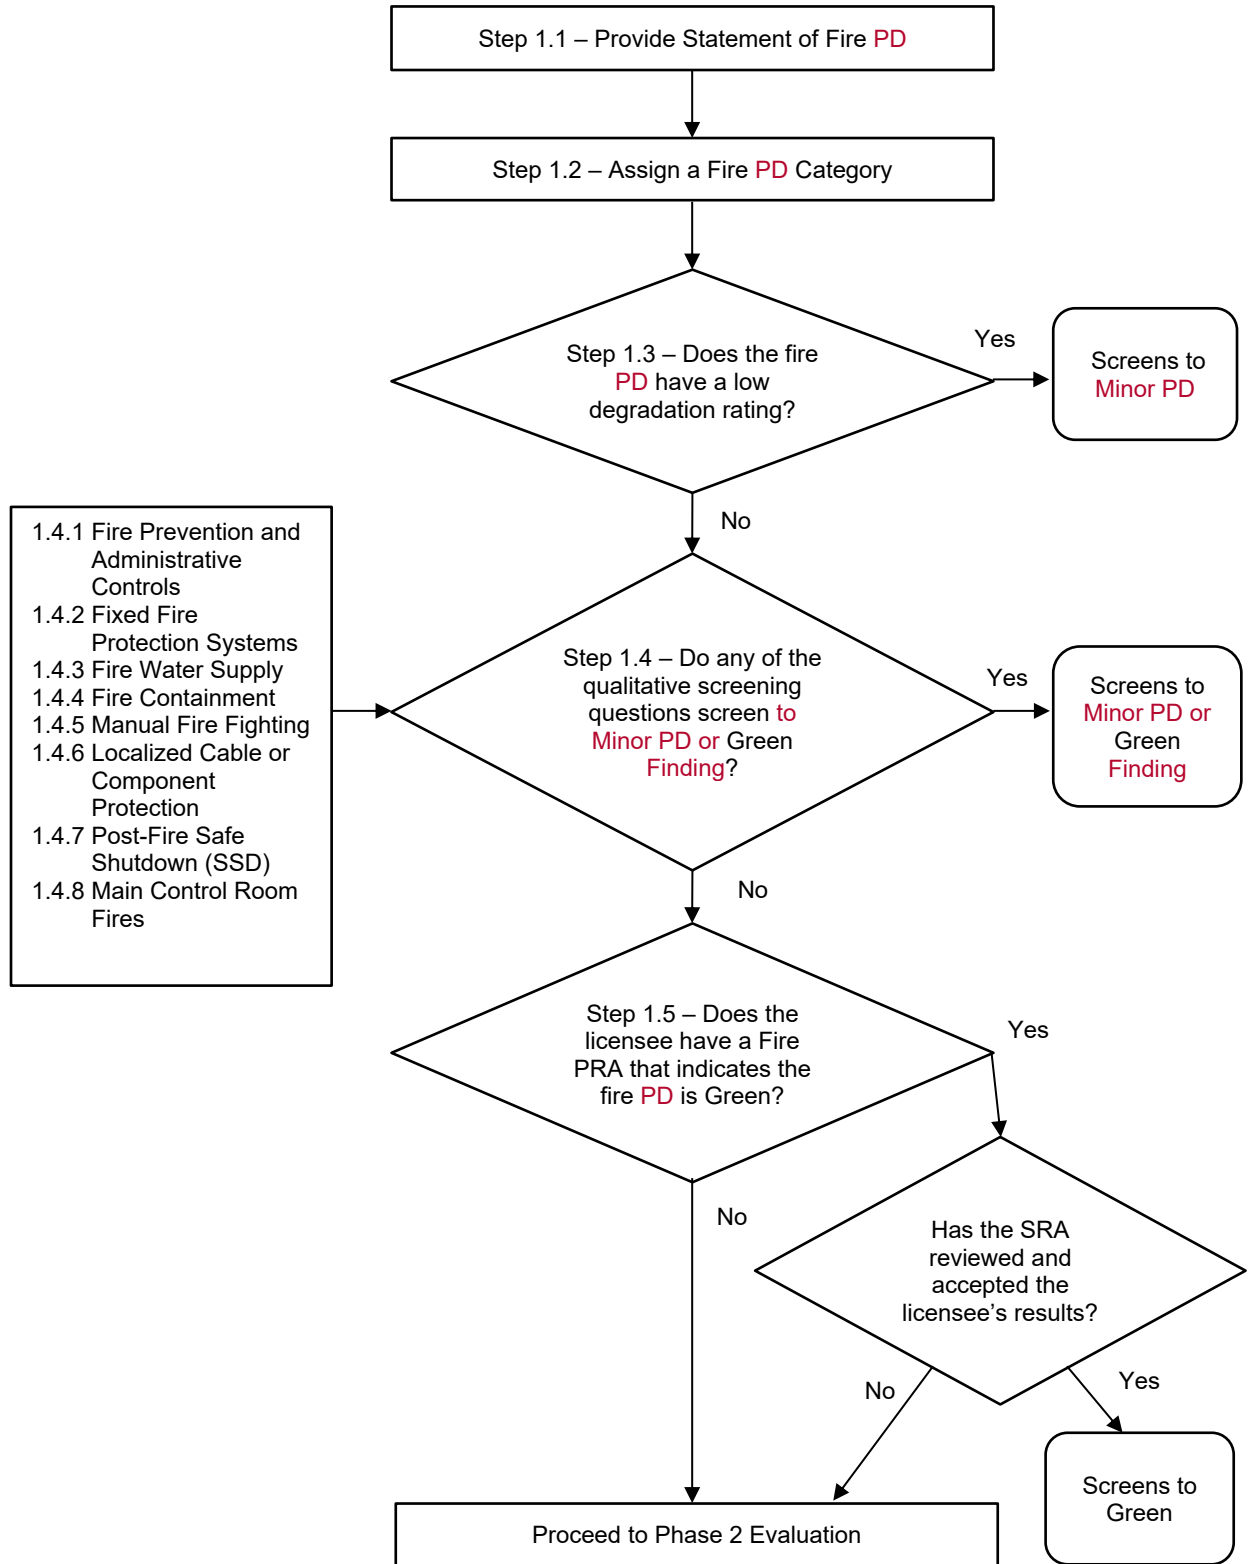 Step 1.1 – Provide Statement of Fire PD
Step 1.2 – Assign a Fire PD Category
Step 1.3 – Does the fire
PD have a low
degradation rating?
Yes
Screens to
Minor PD
No
1.4.1 Fire Prevention and
Administrative
Controls
1.4.2 Fixed Fire
Protection Systems
1.4.3 Fire Water Supply
1.4.4 Fire Containment
1.4.5 Manual Fire Fighting
1.4.6 Localized Cable or
Component
Protection
1.4.7 Post-Fire Safe
Shutdown (SSD)
1.4.8 Main Control Room
Fires
Step 1.4 – Do any of the
qualitative screening
questions screen to
Minor PD or Green
Finding?
Yes
Screens to
Minor PD or
Green
Finding
No
Step 1.5 – Does the
licensee have a Fire
PRA that indicates the
fire PD is Green?
Yes
No
Has the SRA
reviewed and
accepted the
licensee’s results?
No
Yes
Screens to
Green
Proceed to Phase 2 Evaluation